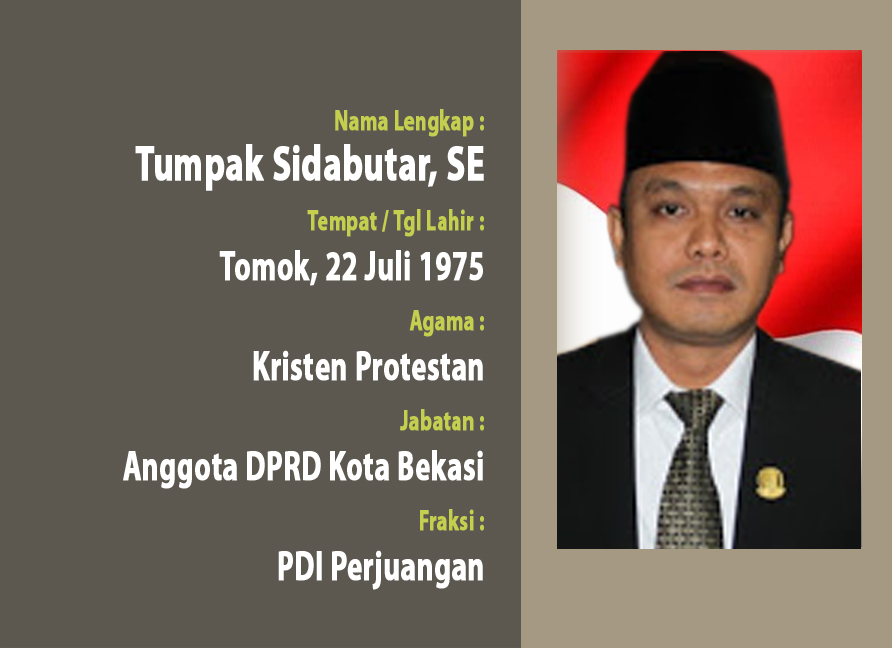 Nama Lengkap :
Tumpak Sidabutar, SE
Tempat / Tgl Lahir :
Tomok, 22 Juli 1975
Agama :
Kristen Protestan
Jabatan :
Anggota DPRD Kota Bekasi
Fraksi :
PDI Perjuangan